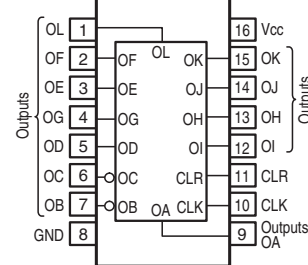 OL 1 16 Vcc
OL
OF 2 OF OK 15 OK
OE 3 OE OJ 14 OJ
OG 4 OG OH 13 OH
OD 5 OD OI 12 OI
OC 6 OC CLR 11 CLR
OB 7 OB OA CLK 10 CLK
GND 8 9 Outputs
OA
Outputs
Outputs